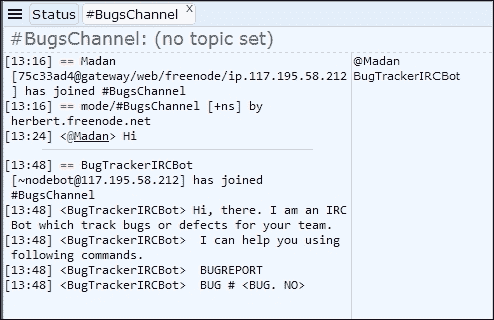 Status
#BugsChannel
X
#BugsChannel: (no topic set)
[13:16] == Madan
[75c33ad4@gateway/web/freenode/ip.117.195.58.212
] has joined #BugsChannel
[13:16] == mode/#BugsChannel [+ns] by
herbert.freenode.net
[13:24] <@Madan> Hi
[13:48] == BugTrackerIRCBot
[~nodebot@117.195.58.212] has joined
#BugsChannel
[13:48] <BugTrackerIRCBot> Hi, there. I am an IRC
Bot which track bugs or defects for your team.
[13:48] <BugTrackerIRCBot>  I can help you using
following commands.
[13:48] <BugTrackerIRCBot>  BUGREPORT
[13:48] <BugTrackerIRCBot>  BUG # <BUG. NO>
@Madan
BugTrackerIRCBot